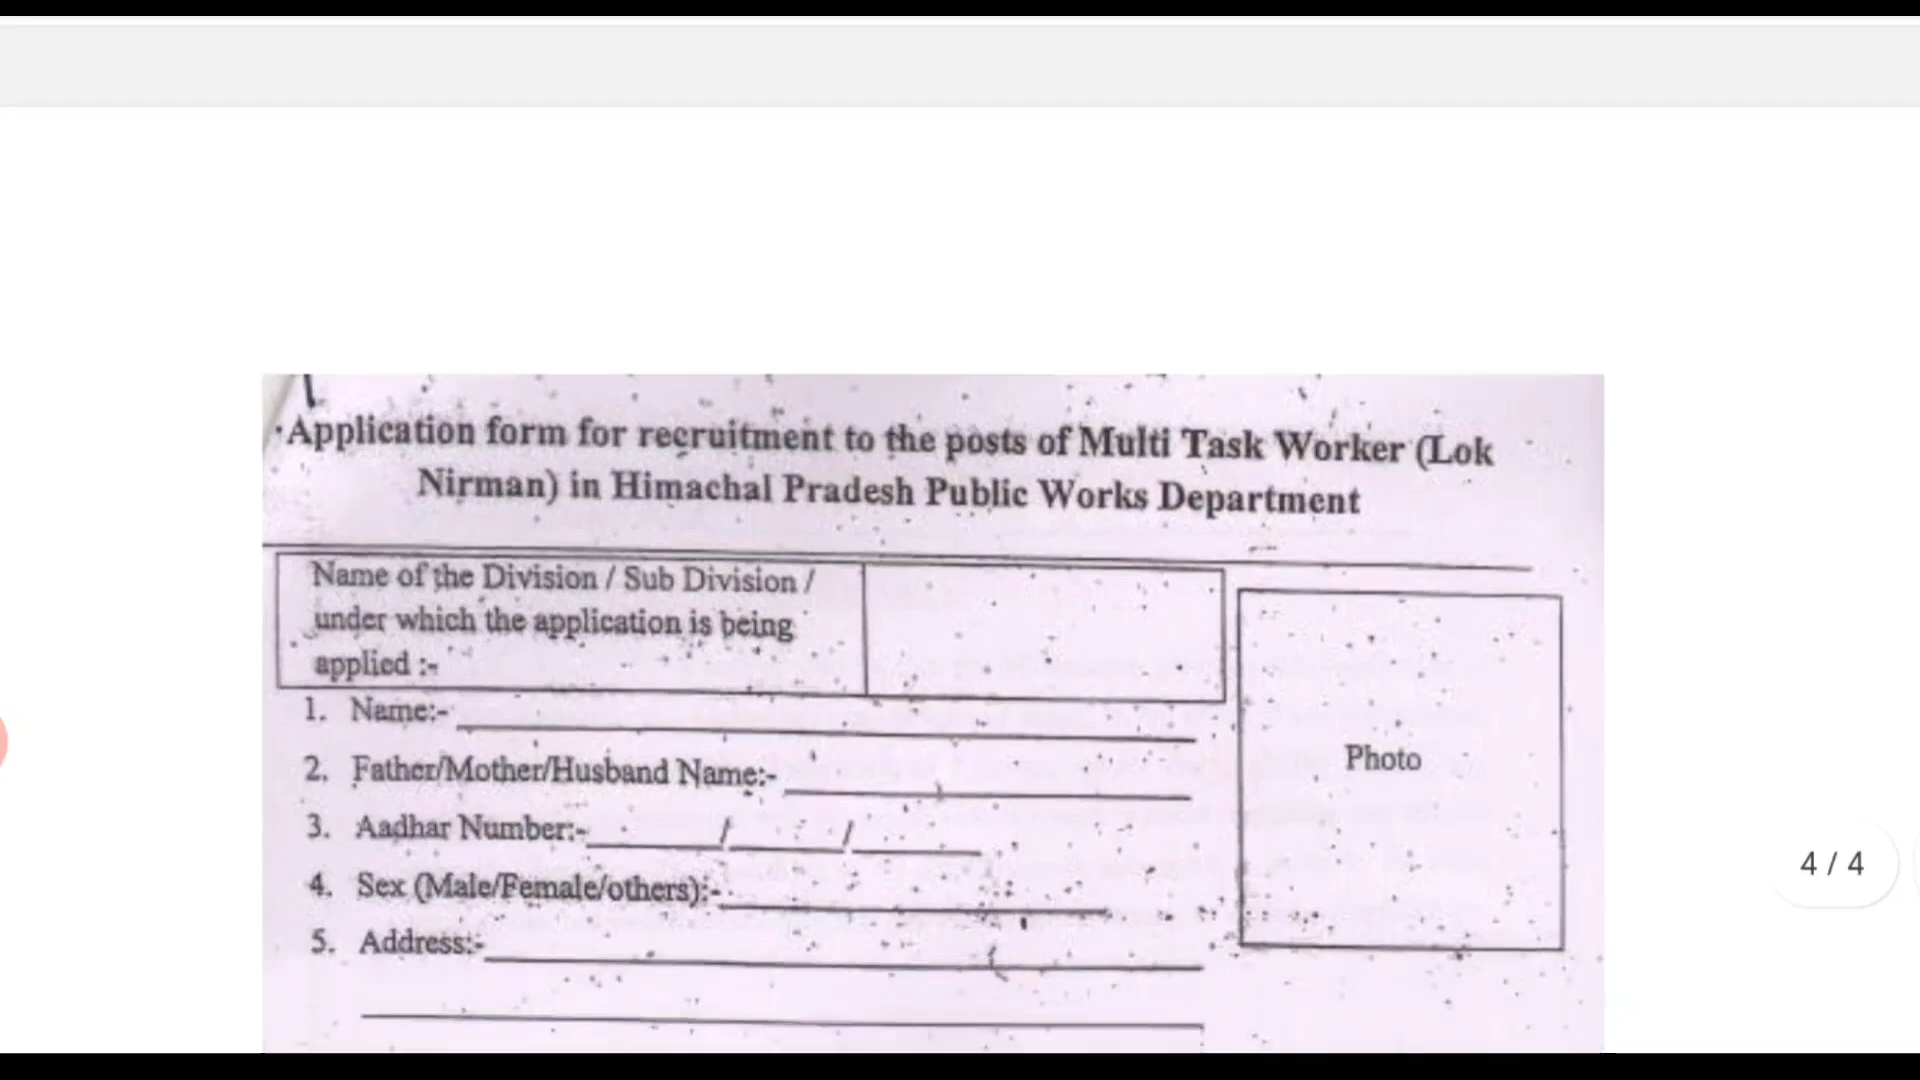 Application form for recruitment to the posts of Multi Task Worker (Lok
Nirman) in Himachal Pradesh Public Works Department
Name of the Division / Sub Division /
under which the application is being
applied :-
1. Name:-
2. Father/Mother/Husband Name:-
3. Aadhar Number:- / /
4. Sex (Male/Female/others):-
5. Address:-
Photo
4 / 4